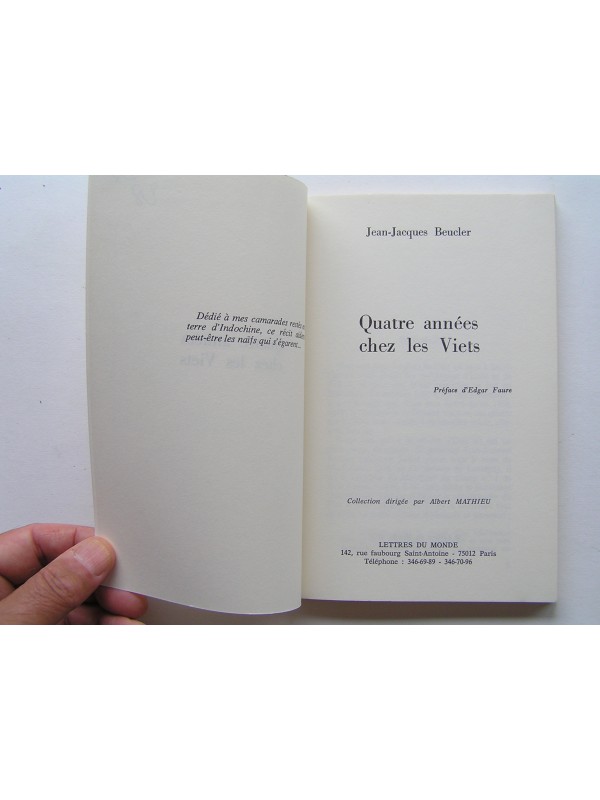 Dédié à mes camarades restés en
terre d'Indochine, ce récit
peut-être les naïfs qui s'égarent...
Jean-Jacques Beucler
Quatre années
chez les Viets
Préface d'Edgar Faure
Collection dirigée par Albert MATHIEU
LETTRES DU MONDE
142, rue faubourg Saint-Antoine - 75012 Paris
Téléphone : 346-69-89 - 346-70-96